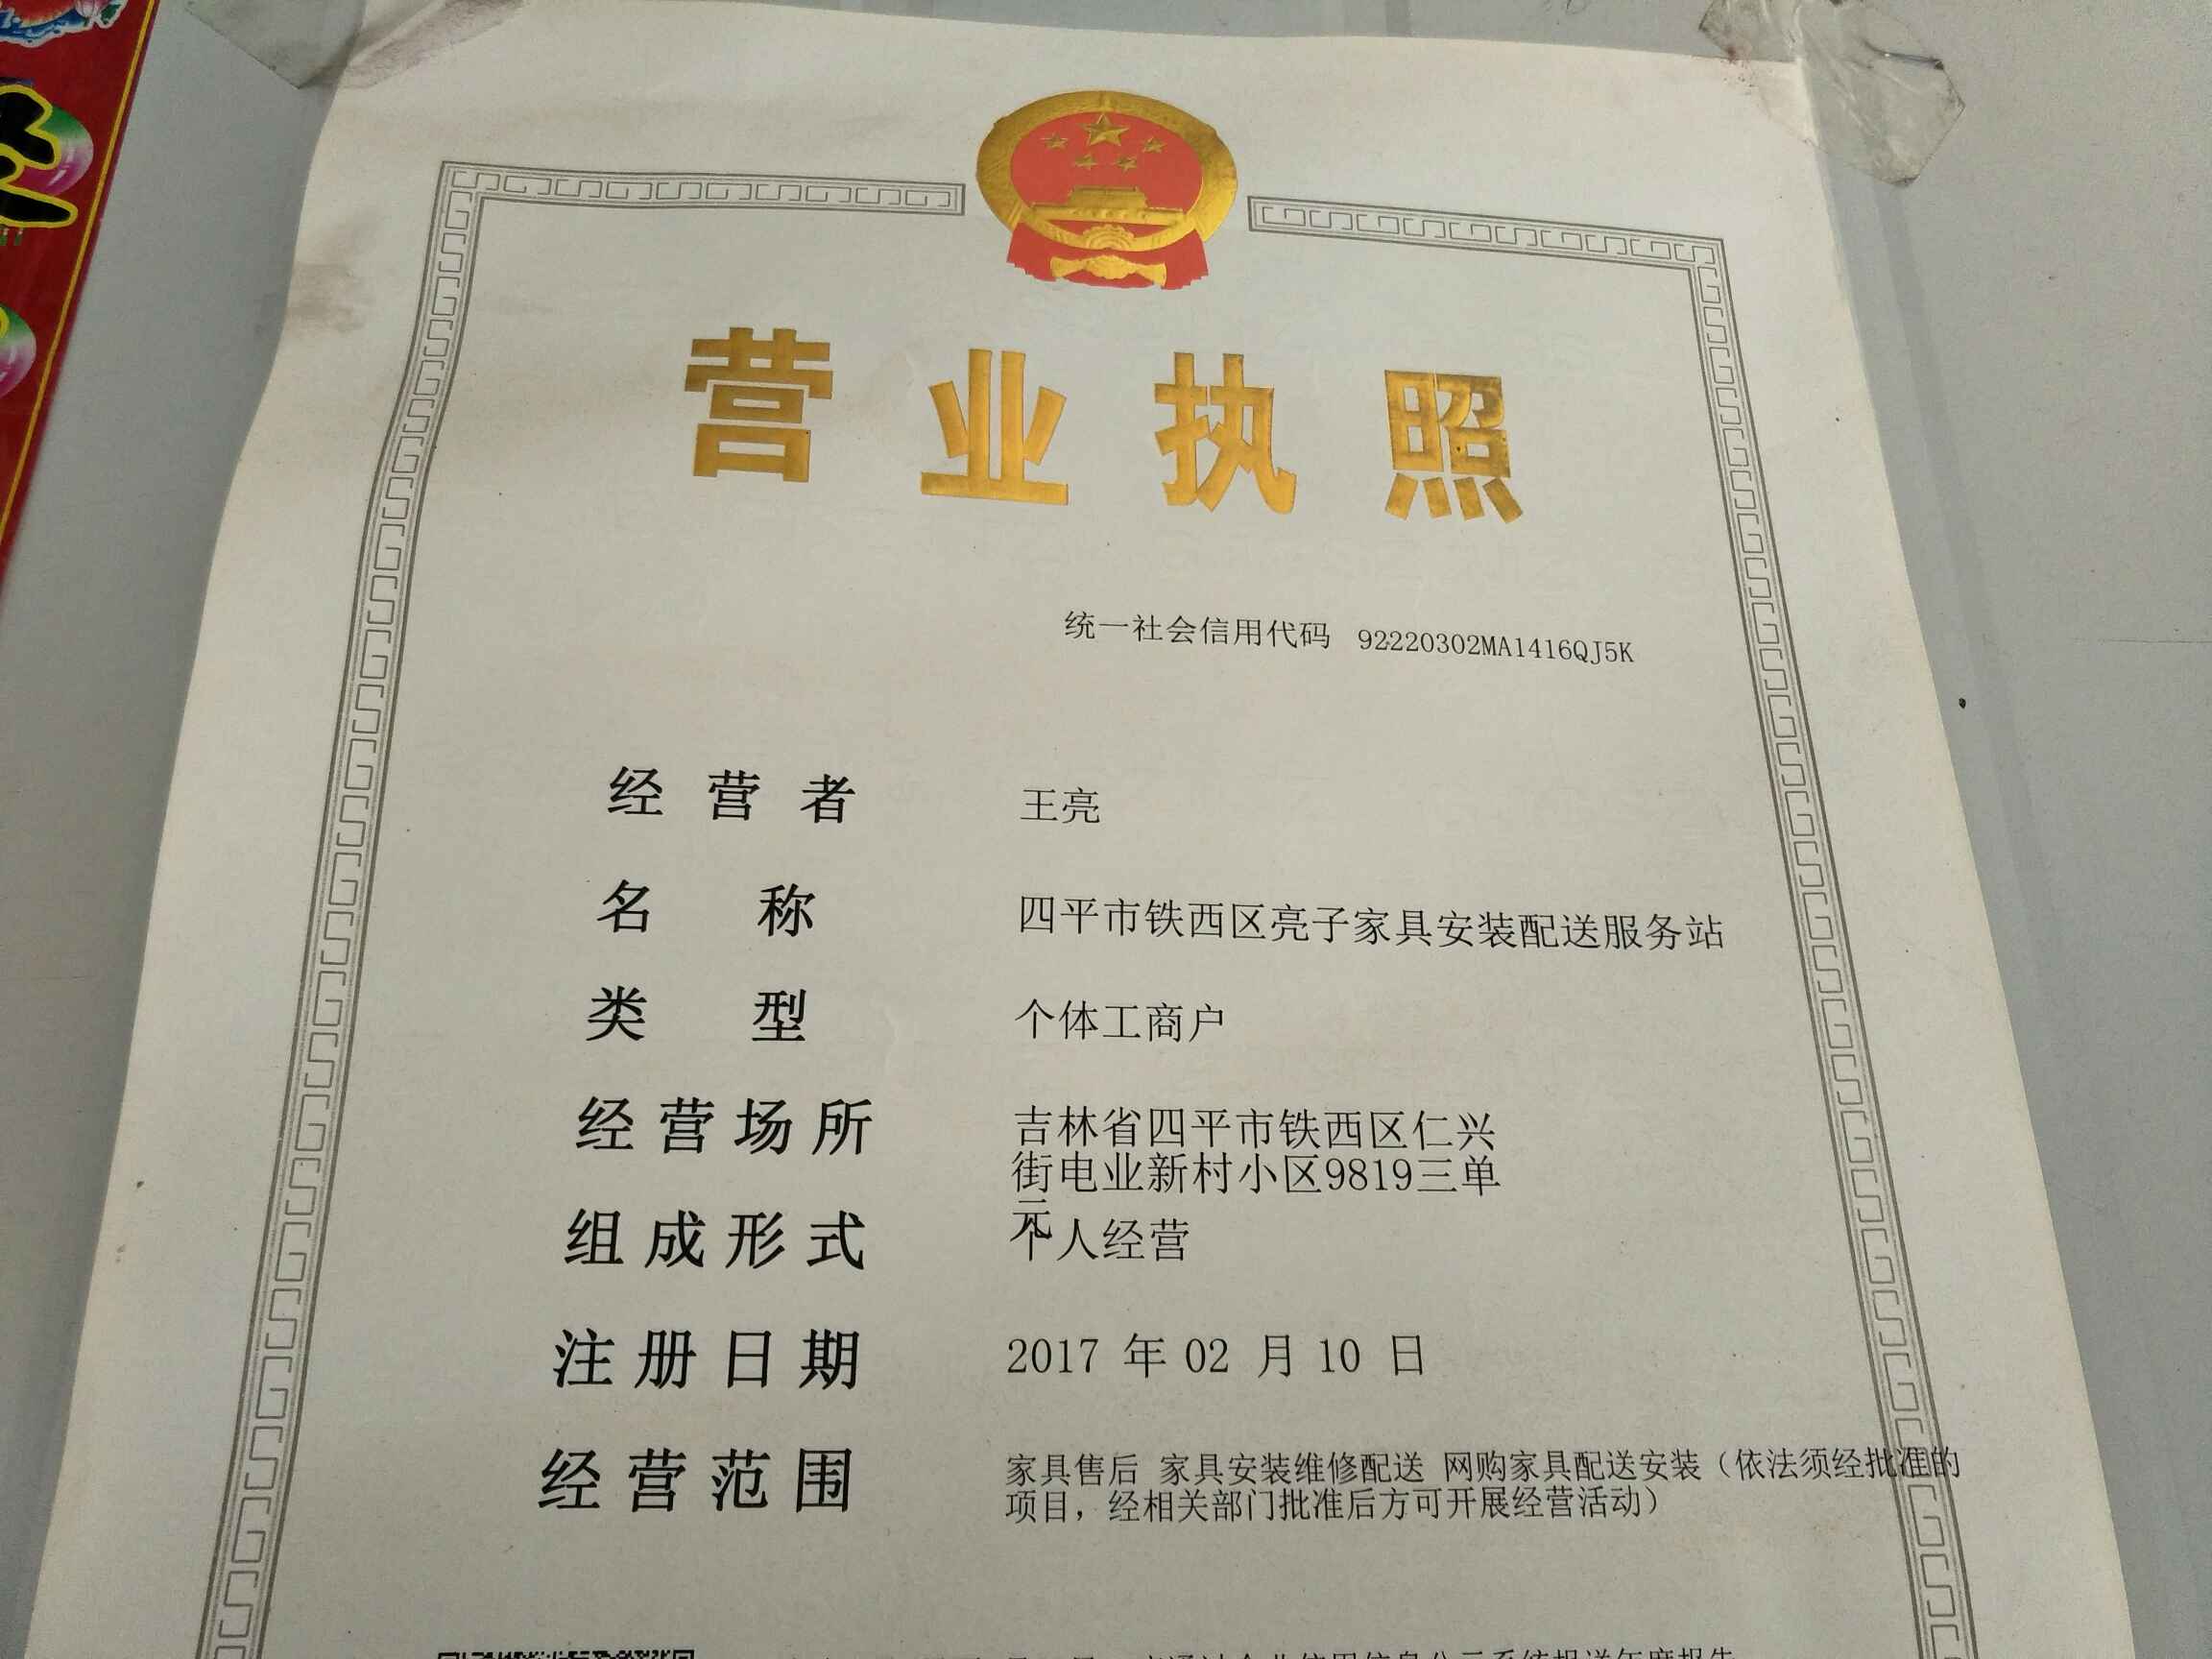 营业执照
统一社会信用代码 92220302MA1416QJ5K
经营者 王亮
名称 四平市铁西区亮子家具安装配送服务站
类型 个体工商户
经营场所 吉林省四平市铁西区仁兴
街电业新村小区9819三单
元
组成形式 个人经营
注册日期 2017 年 02 月 10 日
经营范围 家具售后 家具安装维修配送 网购家具配送安装（依法须经批准的
项目，经相关部门批准后方可开展经营活动）